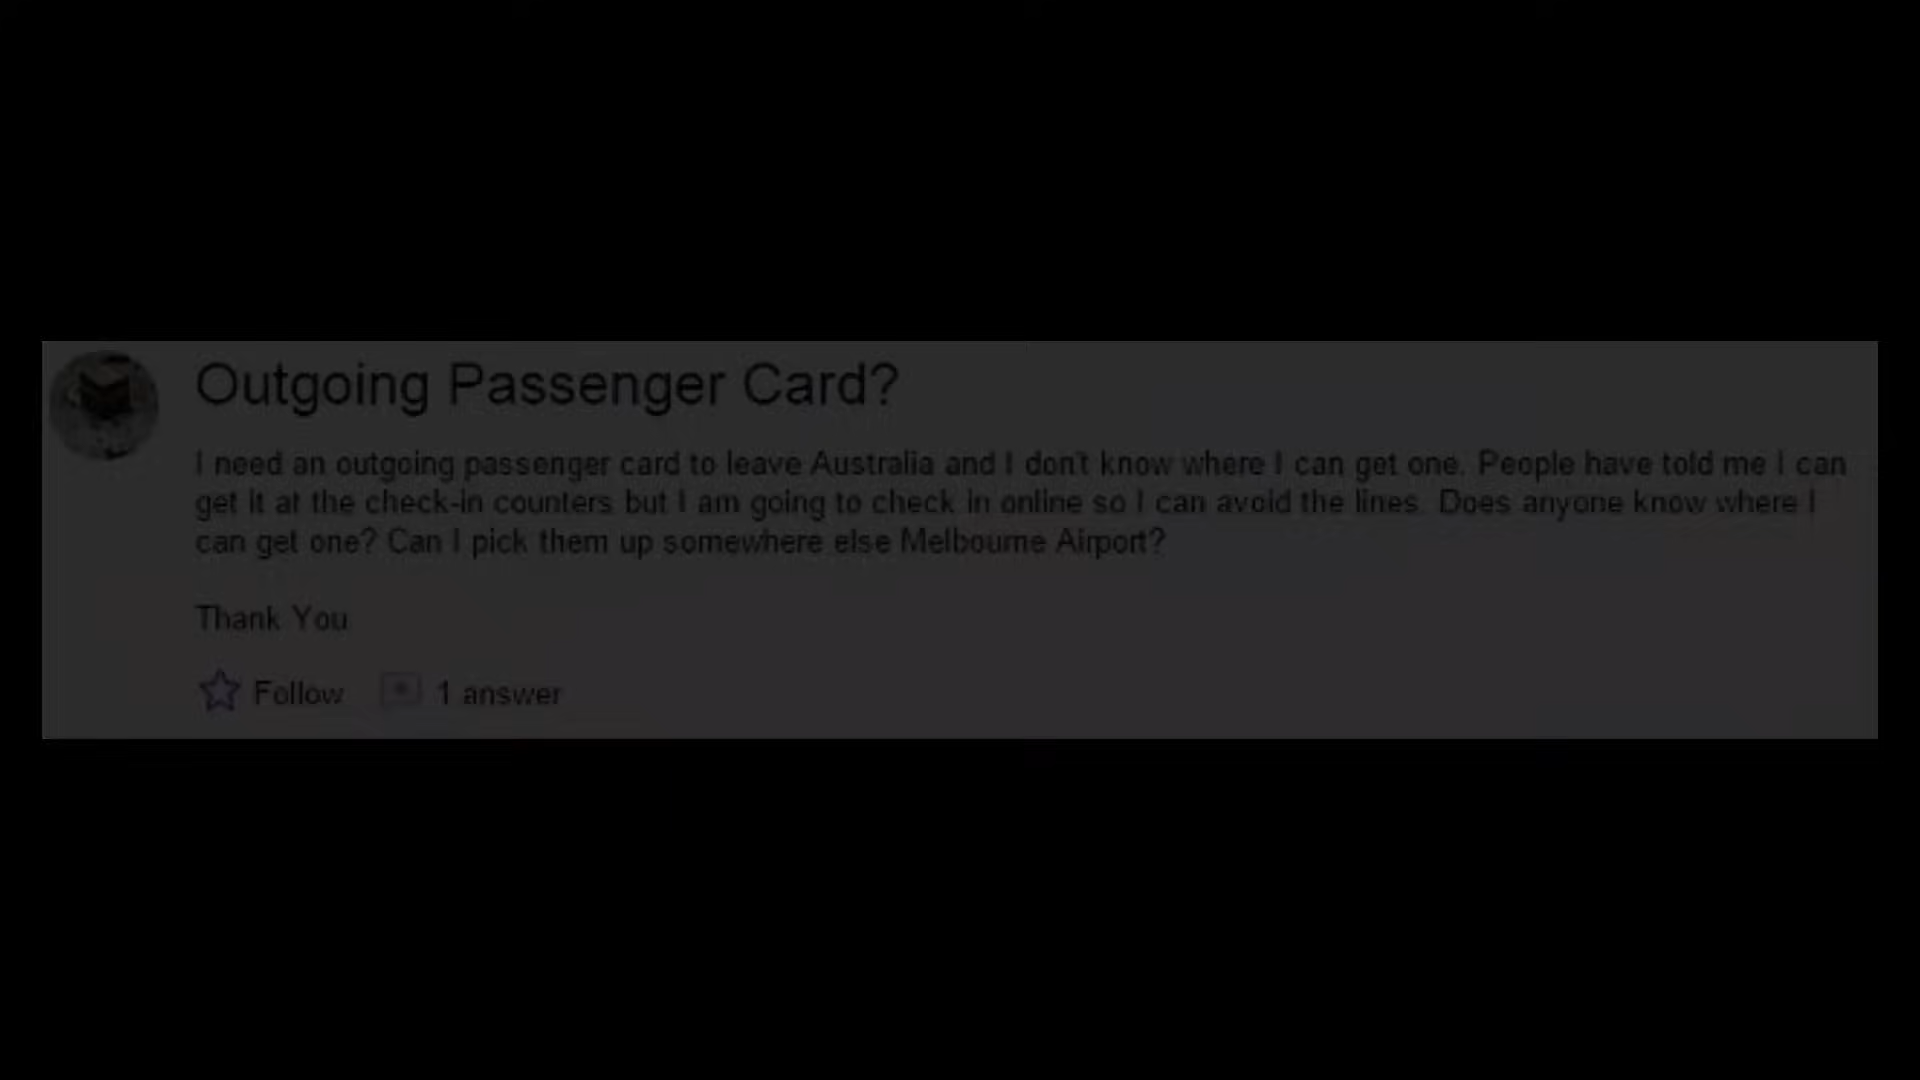 Outgoing Passenger Card?
I need an outgoing passenger card to leave Australia and I don't know where I can get one. People have told me I can
get it at the check-in counters but I am going to check in online so I can avoid the lines. Does anyone know where I
can get one? Can I pick them up somewhere else Melbourne Airport?
Thank You
Follow 1 answer